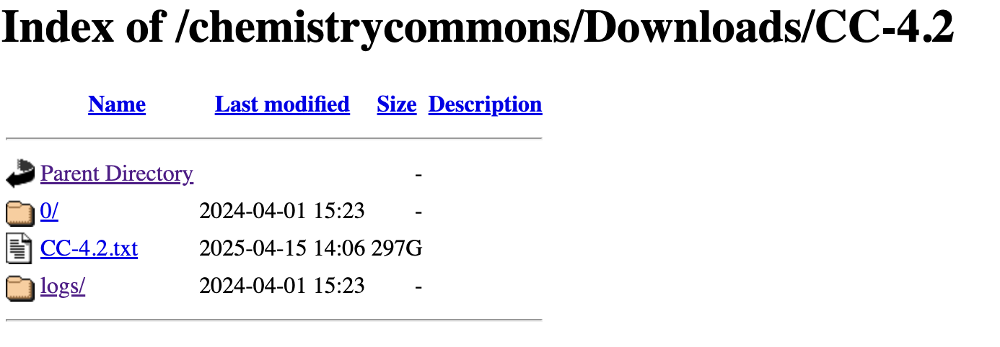 Index of /chemistrycommons/Downloads/CC-4.2
Name Last modified Size Description
Parent Directory -
0/ 2024-04-01 15:23 -
CC-4.2.txt 2025-04-15 14:06 297G
logs/ 2024-04-01 15:23 -